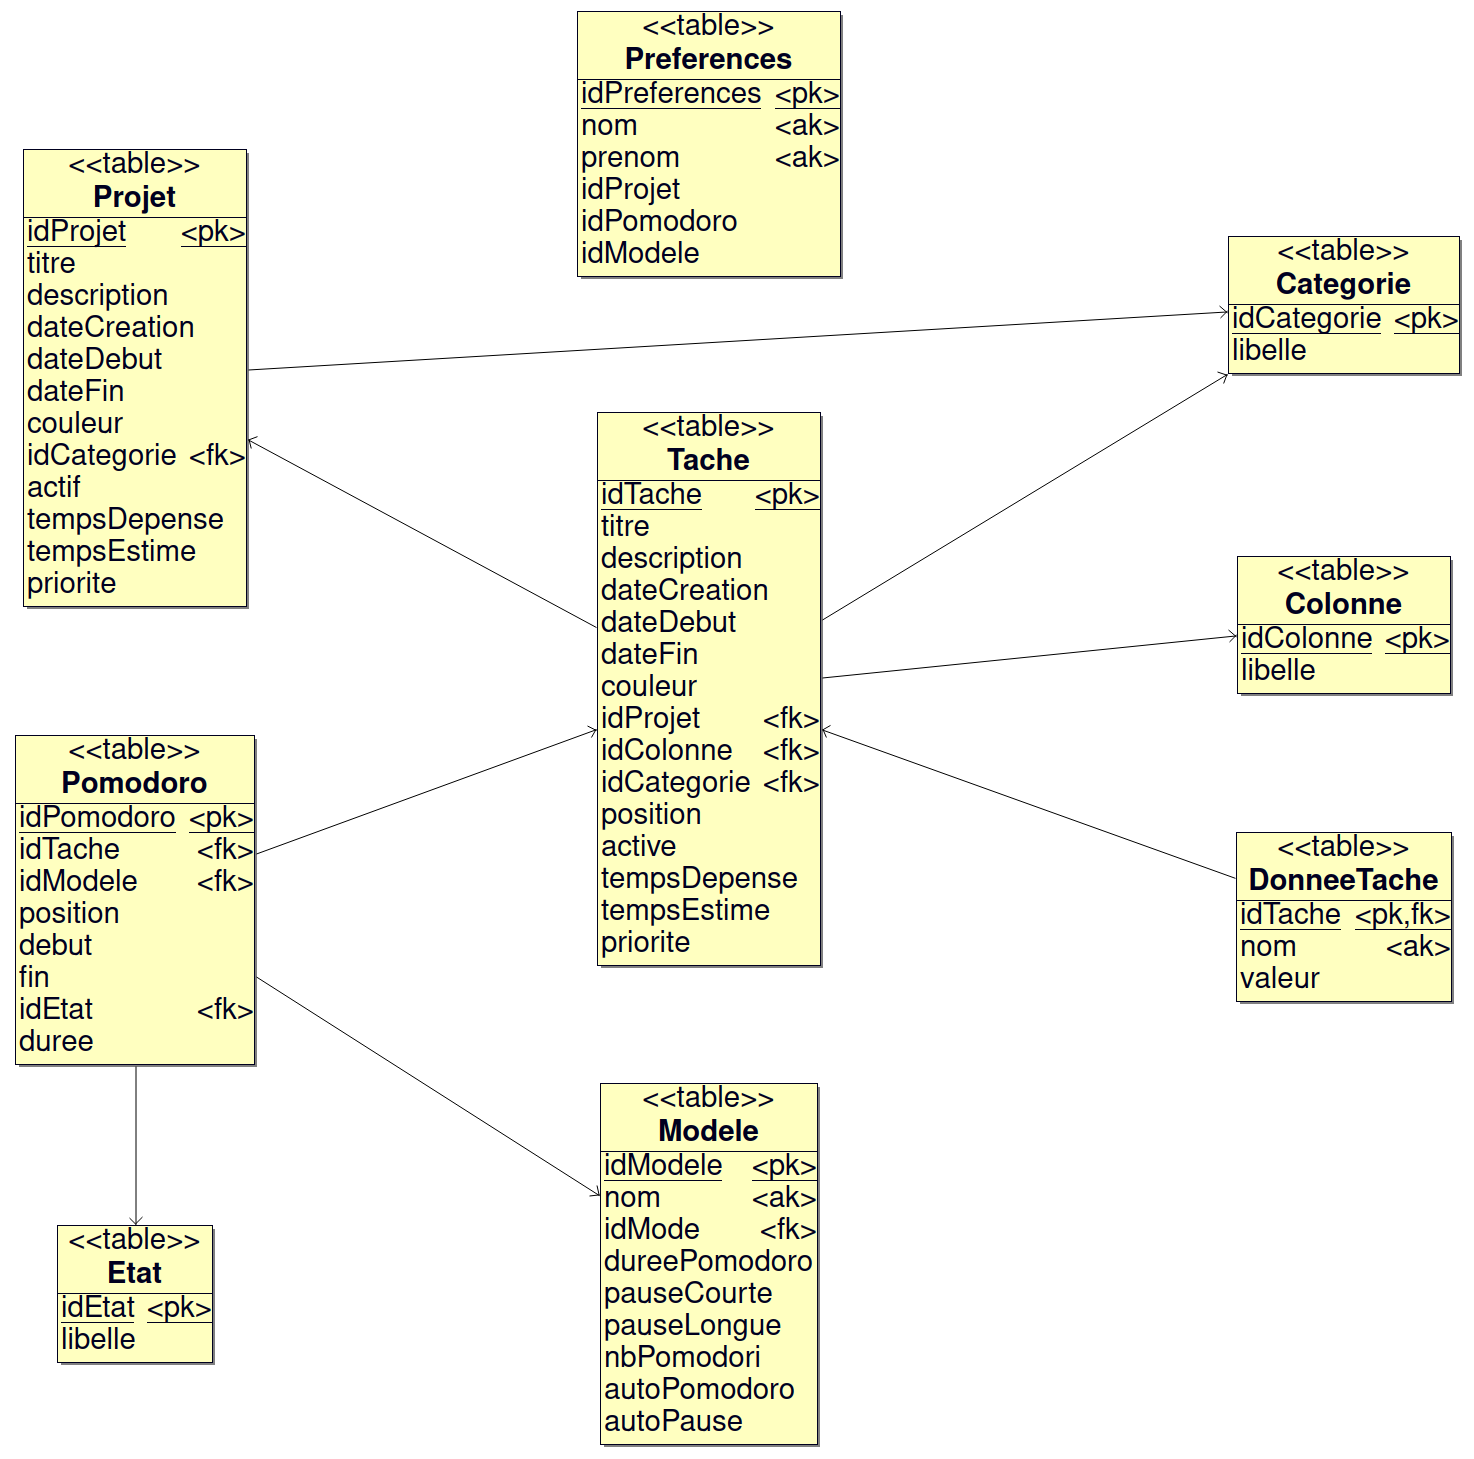 <<table>>
Preferences
idPreferences <pk>
nom <ak>
prenom <ak>
idProjet
idPomodoro
idModele
<<table>>
Projet
idProjet <pk>
titre
description
dateCreation
dateDebut
dateFin
couleur
idCategorie <fk>
actif
tempsDepense
tempsEstime
priorite
<<table>>
Categorie
idCategorie <pk>
libelle
<<table>>
Tache
idTache <pk>
titre
description
dateCreation
dateDebut
dateFin
couleur
idProjet <fk>
idColonne <fk>
idCategorie <fk>
position
active
tempsDepense
tempsEstime
priorite
<<table>>
Colonne
idColonne <pk>
libelle
<<table>>
Pomodoro
idPomodoro <pk>
idTache <fk>
idModele <fk>
position
debut
fin
idEtat <fk>
duree
<<table>>
DonneeTache
idTache <pk,fk>
nom <ak>
valeur
<<table>>
Modele
idModele <pk>
nom <ak>
idMode <fk>
dureePomodoro
pauseCourte
pauseLongue
nbPomodori
autoPomodoro
autoPause
<<table>>
Etat
idEtat <pk>
libelle